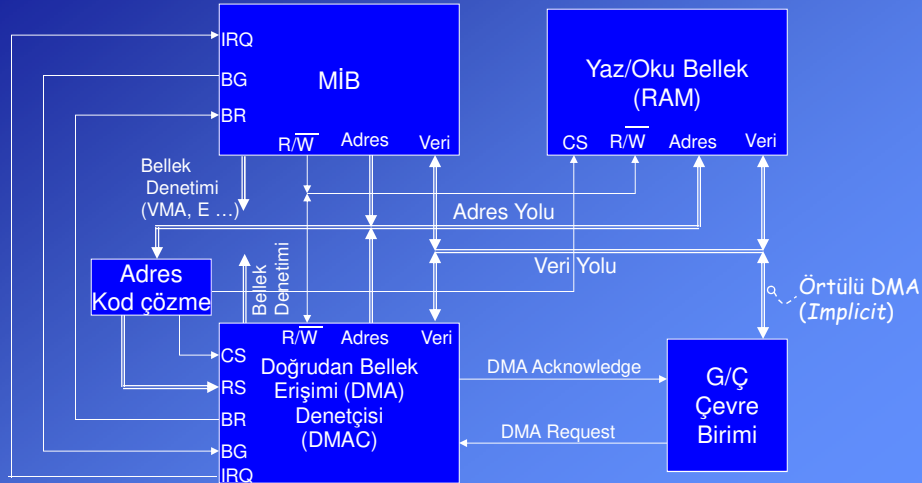 IRQ
BG
BR
MİB
R/W̅
Adres
Veri
Yaz/Oku Bellek
(RAM)
CS
R/W̅
Adres
Veri
Bellek
Denetimi
(VMA, E ...)
Adres Yolu
Veri Yolu
Adres
Kod çözme
Bellek
Denetimi
Örtülü DMA
(Implicit)
R/W̅
Adres
Veri
CS
RS
BR
BG
IRQ
Doğrudan Bellek
Erişimi (DMA)
Denetçisi
(DMAC)
DMA Acknowledge
DMA Request
G/Ç
Çevre
Birimi